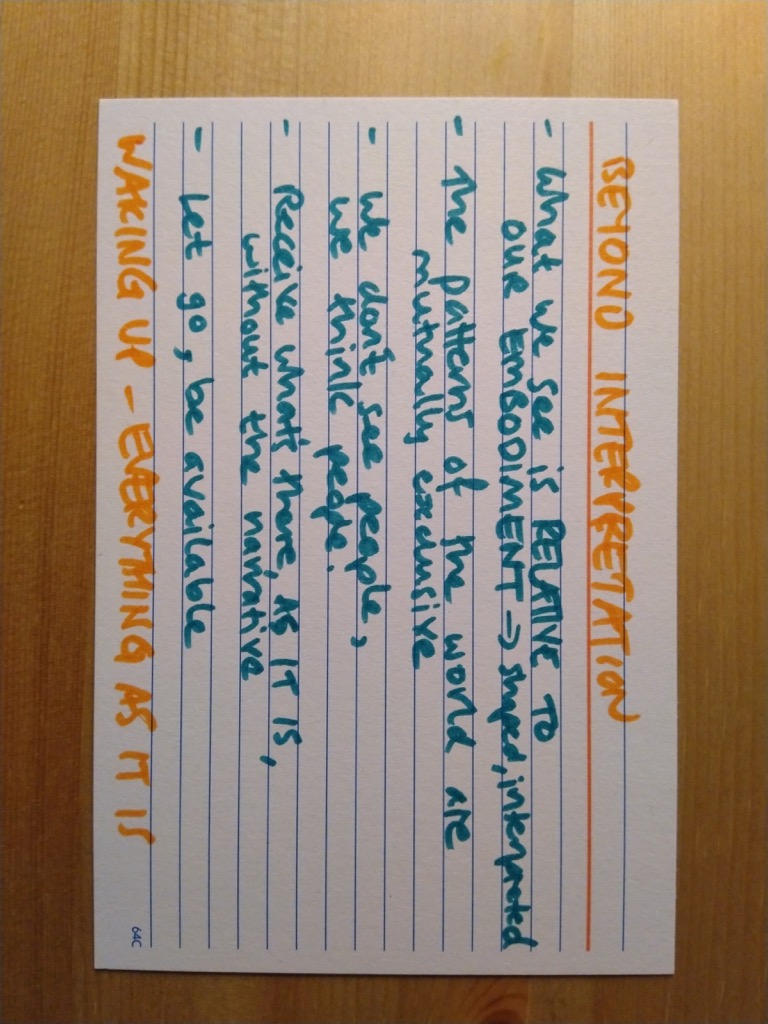 BEYOND INTERPRETATION
- What we see is RELATIVE TO
our EMBODIMENT → shaped, interpreted
- The patterns of the world are
mutually exclusive
- We don't see people,
we think people.
- Receive what's there, AS IT IS,
without the narrative
- Let go, be available
WAKING UP - EVERYTHING AS IT IS
64C